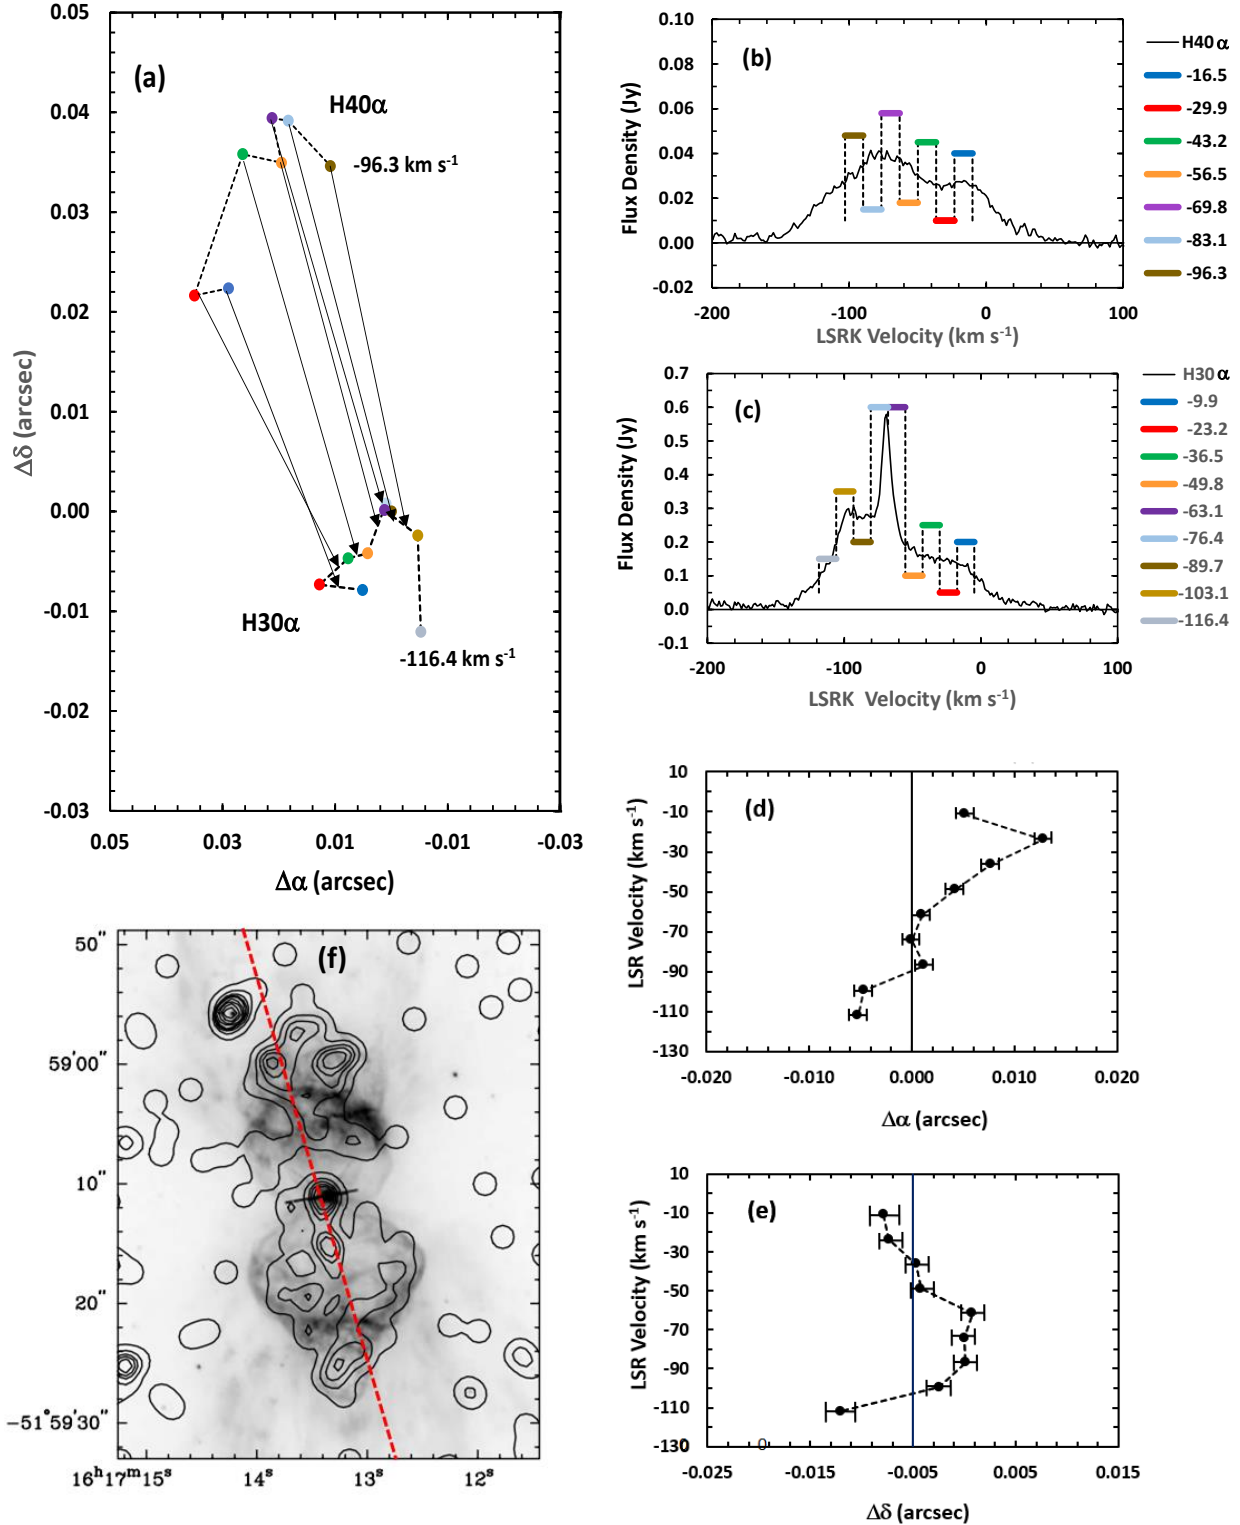 (a)
H40α
-96.3 km s-1
H30α
-116.4 km s-1
0.05
0.04
0.03
0.02
0.01
0.00
-0.01
-0.02
-0.03
0.05 0.03 0.01 -0.01 -0.03
Δδ (arcsec)
Δα (arcsec)
(b)
0.10
0.08
0.06
0.04
0.02
0.00
-0.02
-200 -100 0 100
Flux Density (Jy)
LSRK Velocity (km s-1)
H40 α
-16.5
-29.9
-43.2
-56.5
-69.8
-83.1
-96.3
(c)
0.7
0.6
0.5
0.4
0.3
0.2
0.1
0.0
-0.1
-200 -100 0 100
Flux Density (Jy)
LSRK Velocity (km s-1)
H30 α
-9.9
-23.2
-36.5
-49.8
-63.1
-76.4
-89.7
-103.1
-116.4
(d)
10
-10
-30
-50
-70
-90
-110
-130
-0.020 -0.010 0.000 0.010 0.020
LSR Velocity (km s-1)
Δα (arcsec)
(e)
10
-10
-30
-50
-70
-90
-110
-130
0
-0.025 -0.015 -0.005 0.005 0.015
LSR Velocity (km s-1)
Δδ (arcsec)
(f)
50"
59'00"
10"
20"
-51°59'30"
16h17m15s 14s 13s 12s